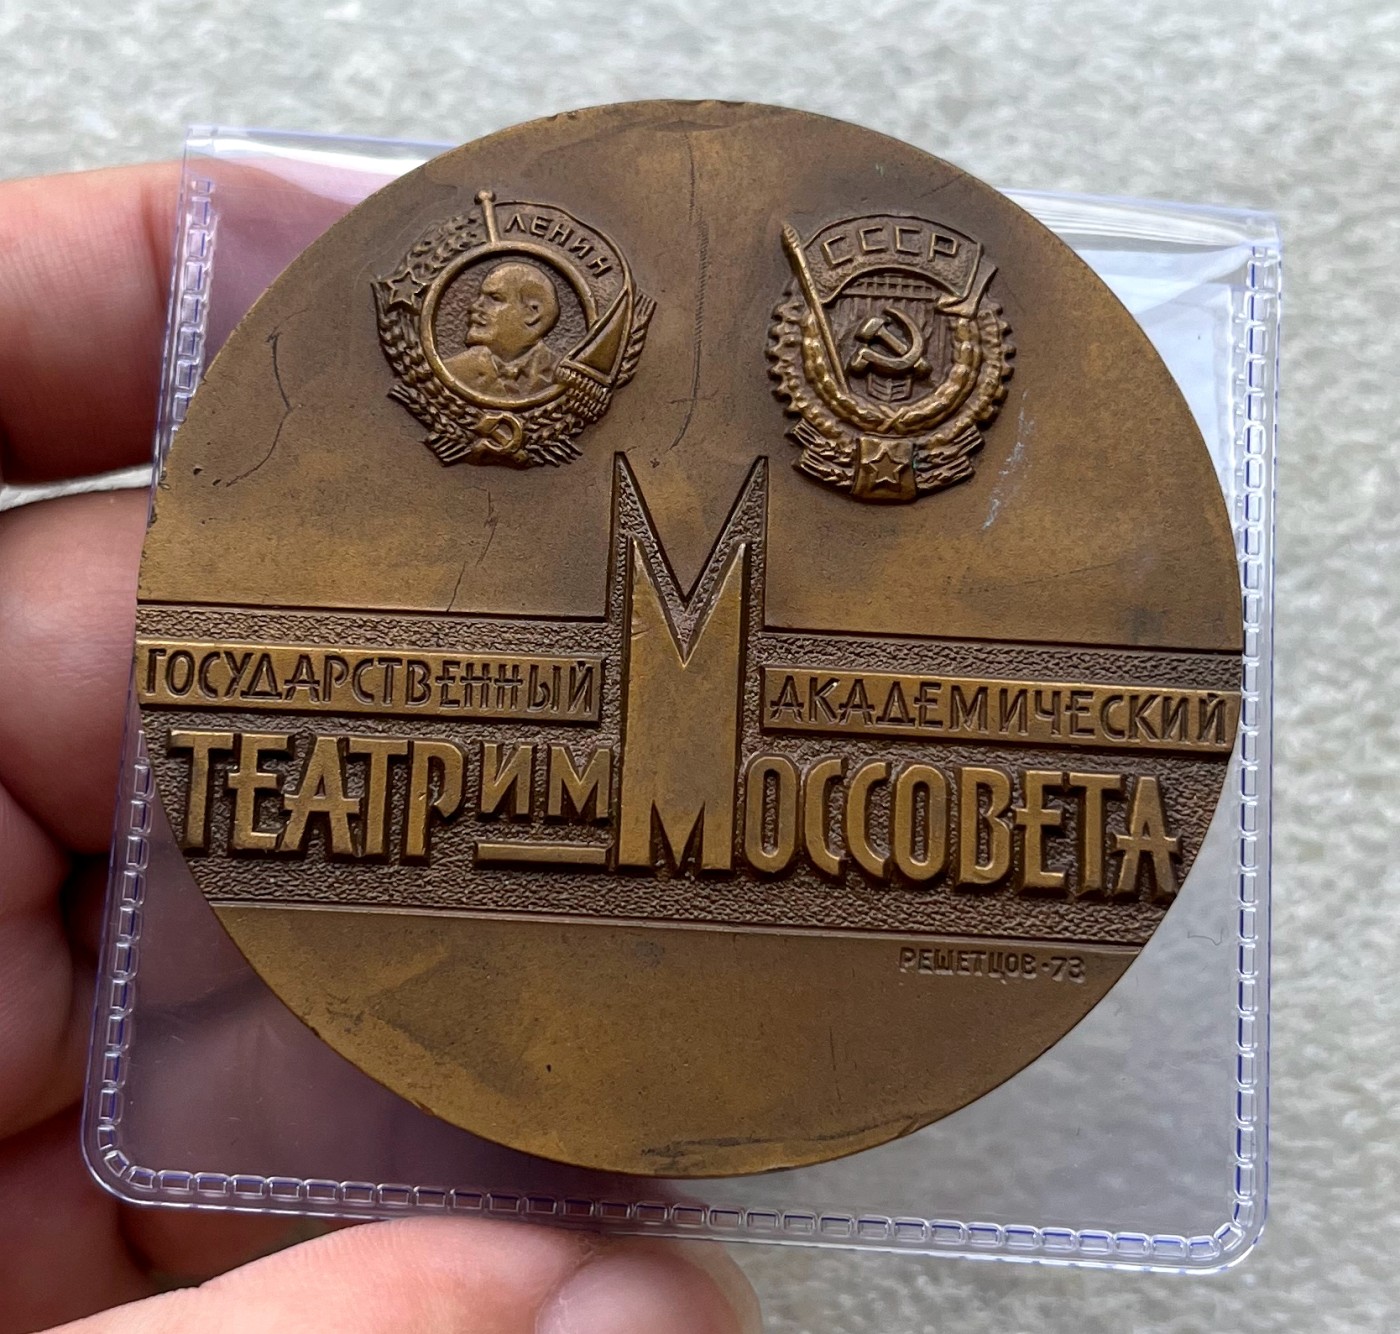 ЛЕНИН
СССР
ГОСУДАРСТВЕННЫЙ АКАДЕМИЧЕСКИЙ
ТЕАТР ИМ МОССОВЕТА
РЕШЕТЦОВ-73